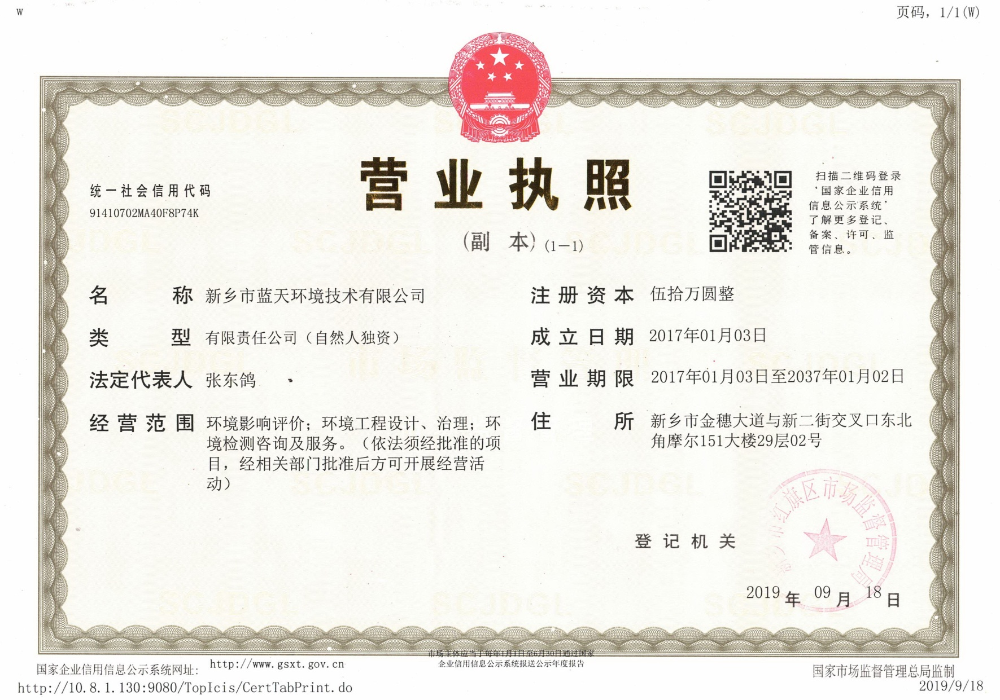 W
页码，1/1(W)
营业执照
(副 本) (1-1)
统一社会信用代码
91410702MA40F8P74K
扫描二维码登录
‘国家企业信用
信息公示系统’
了解更多登记、
备案、许可、监
管信息。
名 称 新乡市蓝天环境技术有限公司
类 型 有限责任公司（自然人独资）
法定代表人 张东鸽
经营范围 环境影响评价；环境工程设计、治理；环
境检测咨询及服务。（依法须经批准的项
目，经相关部门批准后方可开展经营活
动）
注册资本 伍拾万圆整
成立日期 2017年01月03日
营业期限 2017年01月03日至2037年01月02日
住 所 新乡市金穗大道与新二街交叉口东北
角摩尔151大楼29层02号
登记机关
新乡市红旗区市场监督管理局
2019 年 09 月 18 日
国家企业信用信息公示系统网址: http://www.gsxt.gov.cn
市场主体应当于每年1月1日至6月30日通过国家
企业信用信息公示系统报送公示年度报告
国家市场监督管理总局监制
http://10.8.1.130:9080/TopIcis/CertTabPrint.do
2019/9/18